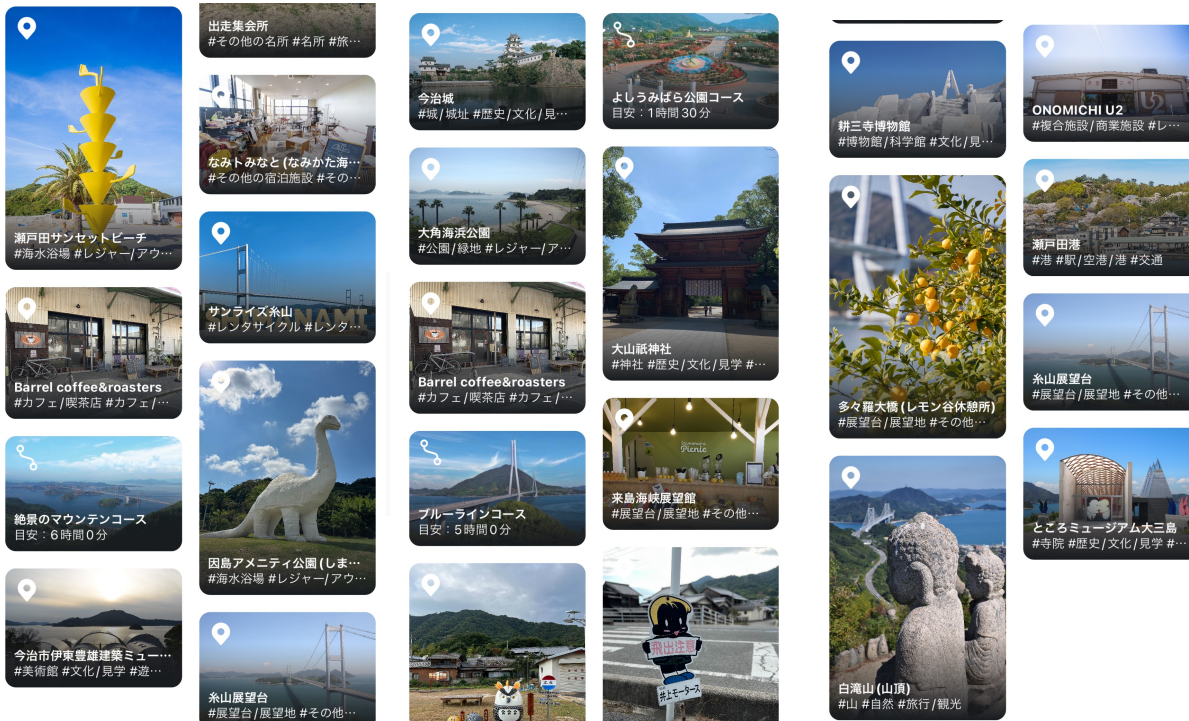 瀬戸田サンセットビーチ
#海水浴場 #レジャー/アウ…
Barrel coffee&roasters
#カフェ/喫茶店 #カフェ/…
絶景のマウンテンコース
目安：6時間0分
今治市伊東豊雄建築ミュー…
#美術館 #文化/見学 #遊…
出走集会所
#その他の名所 #名所 #旅…
なみトみなと(なみかた海…
#その他の宿泊施設 #その…
サンライズ糸山
#レンタサイクル #レンタ…
因島アメニティ公園(しま…
#海水浴場 #レジャー/アウ…
糸山展望台
#展望台/展望地 #その他…
今治城
#城/城址 #歴史/文化/見…
大角海浜公園
#公園/緑地 #レジャー/ア…
Barrel coffee&roasters
#カフェ/喫茶店 #カフェ/…
ブルーラインコース
目安：5時間0分
よしうみばら公園コース
目安：1時間30分
大山祇神社
#神社 #歴史/文化/見学 #…
Picnic
来島海峡展望館
#展望台/展望地 #その他…
飛出注意
井上モータース
耕三寺博物館
#博物館/科学館 #文化/見…
多々羅大橋(レモン谷休憩所)
#展望台/展望地 #その他…
白滝山(山頂)
#山 #自然 #旅行/観光
U2
ONOMICHI U2
#複合施設/商業施設 #レ…
瀬戸田港
#港 #駅/空港/港 #交通
糸山展望台
#展望台/展望地 #その他…
ところミュージアム大三島
#寺院 #歴史/文化/見学 #…